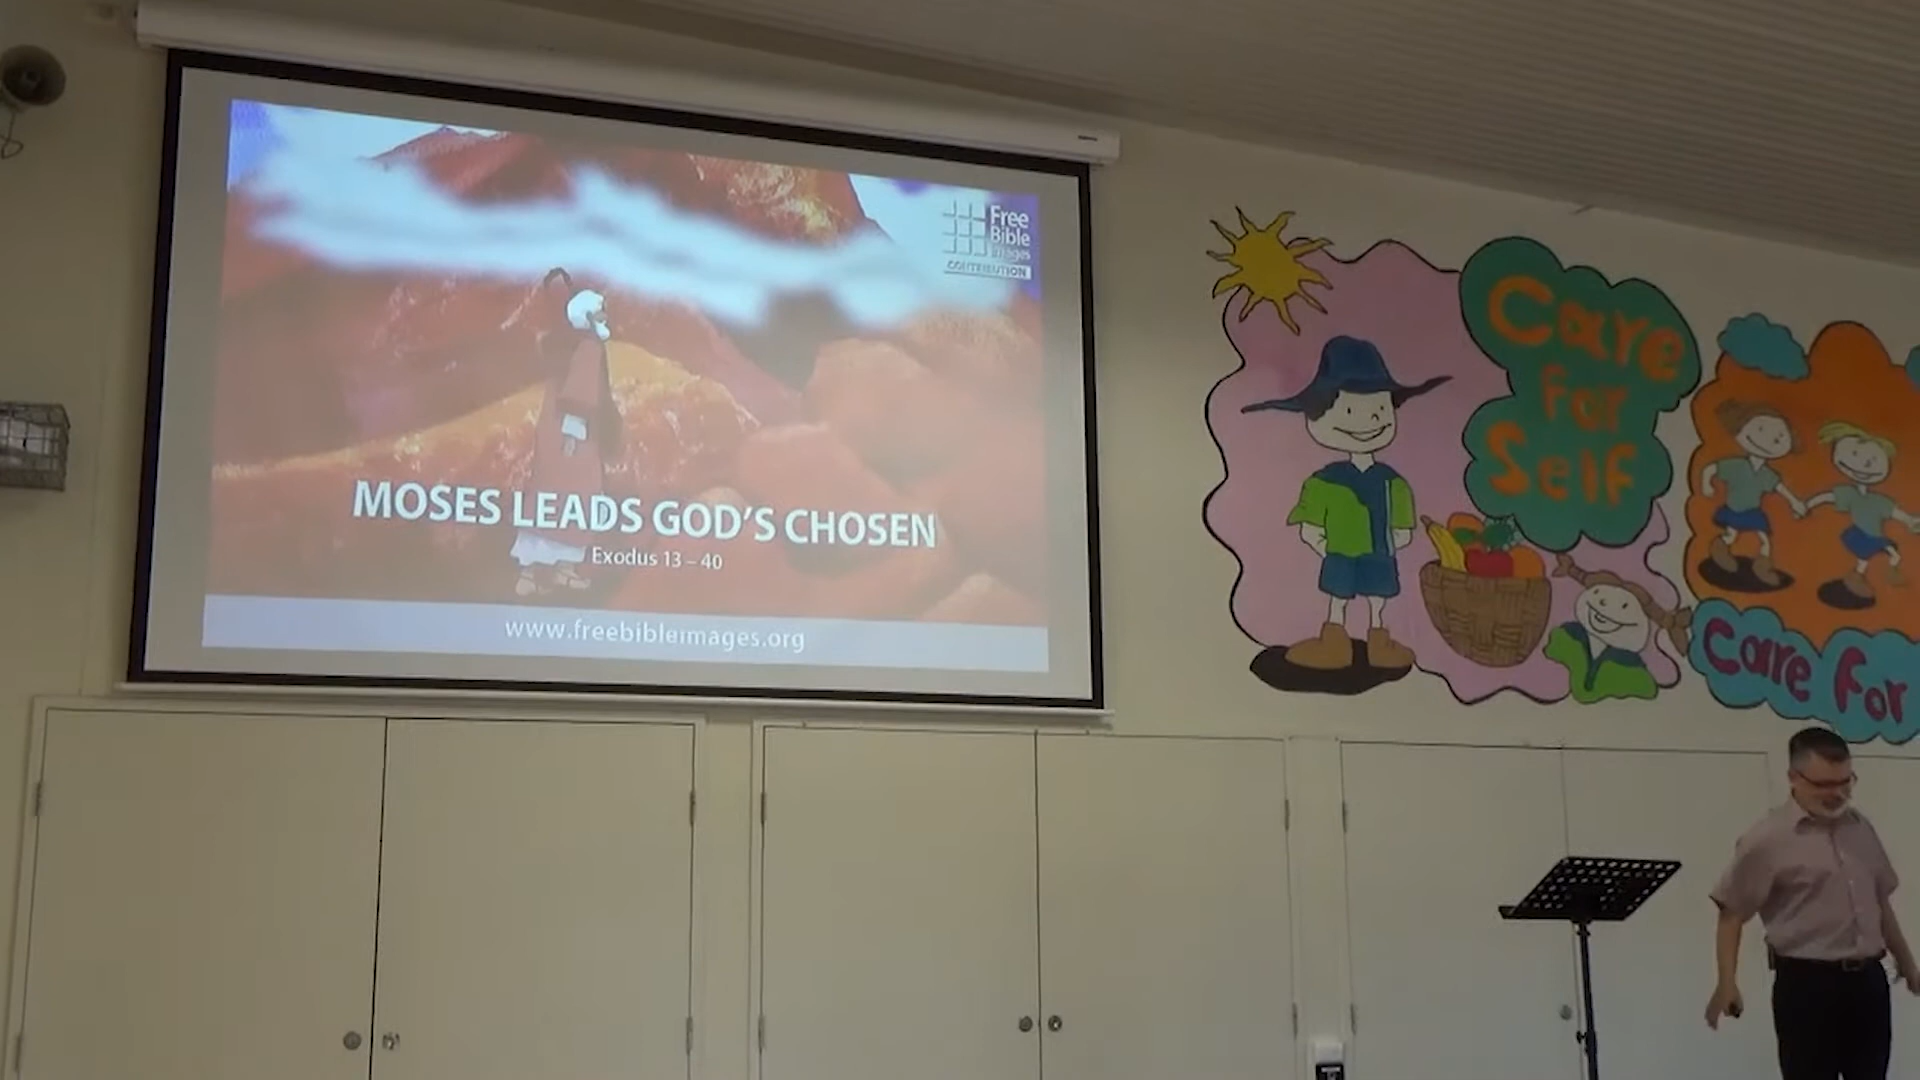 Free
Bible
Images
CONTRIBUTION
MOSES LEADS GOD'S CHOSEN
Exodus 13 – 40
www.freebibleimages.org
Care
For
Self
Care For